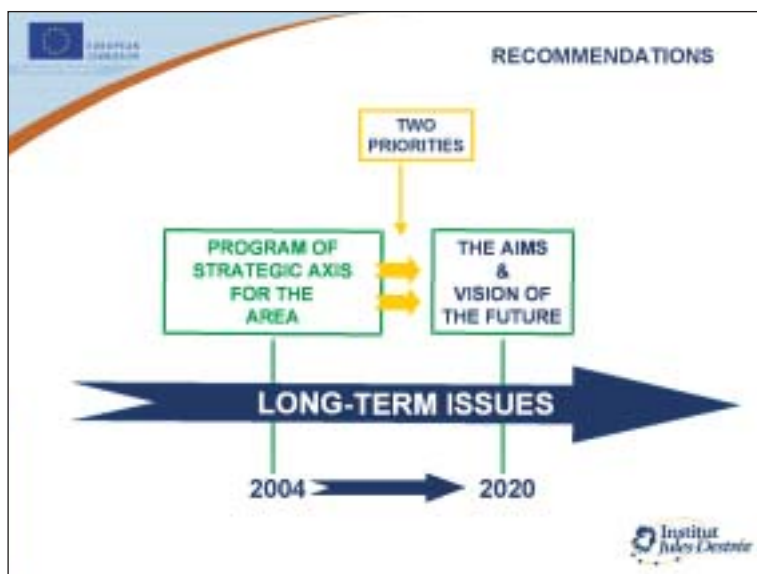 EUROPEAN
RECOMMENDATIONS
TWO
PRIORITIES
PROGRAM OF
STRATEGIC AXIS
FOR THE
AREA
THE AIMS
&
VISION OF
THE FUTURE
LONG-TERM ISSUES
2004
2020
Institut
Jules Destrée